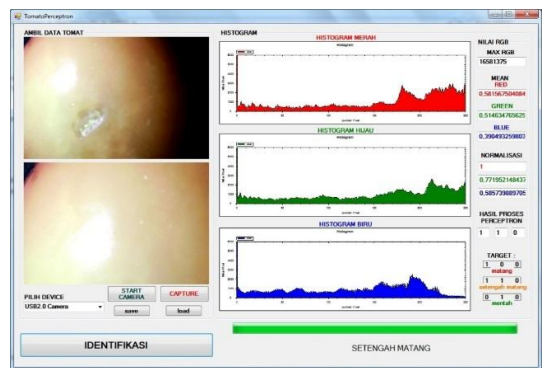 TomatoPerceptron
AMBIL DATA TOMAT
PILIH DEVICE
USB2.0 Camera
START CAMERA
CAPTURE
save
load
IDENTIFIKASI
HISTOGRAM
HISTOGRAM MERAH
Histogram
HISTOGRAM HIJAU
Histogram
HISTOGRAM BIRU
Histogram
NILAI RGB
MAX RGB
16581375
MEAN
RED
0,581567504084
GREEN
0,514634765625
BLUE
0,390493259803
NORMALISASI
1
0,771952148437
0,585739889705
HASIL PROSES
PERCEPTRON
1 1 0
TARGET :
1 0 0
matang
1 1 0
setengah matang
0 1 0
mentah
SETENGAH MATANG